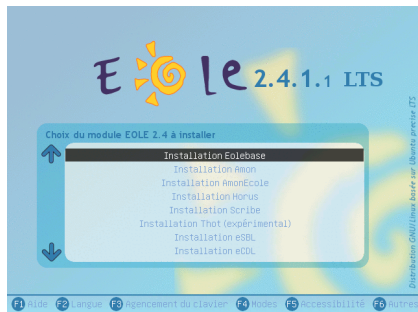 EOLE 2.4.1.1 LTS
Choix du module EOLE 2.4 à installer
Installation Eolebase
Installation Amon
Installation AmonEcole
Installation Horus
Installation Scribe
Installation Thot (expérimental)
Installation eSBL
Installation eCDL
Distribution GNU/Linux basée sur Ubuntu precise LTS
F1 Aide F2 Langue F3 Agencement du clavier F4 Modes F5 Accessibilité F6 Autres